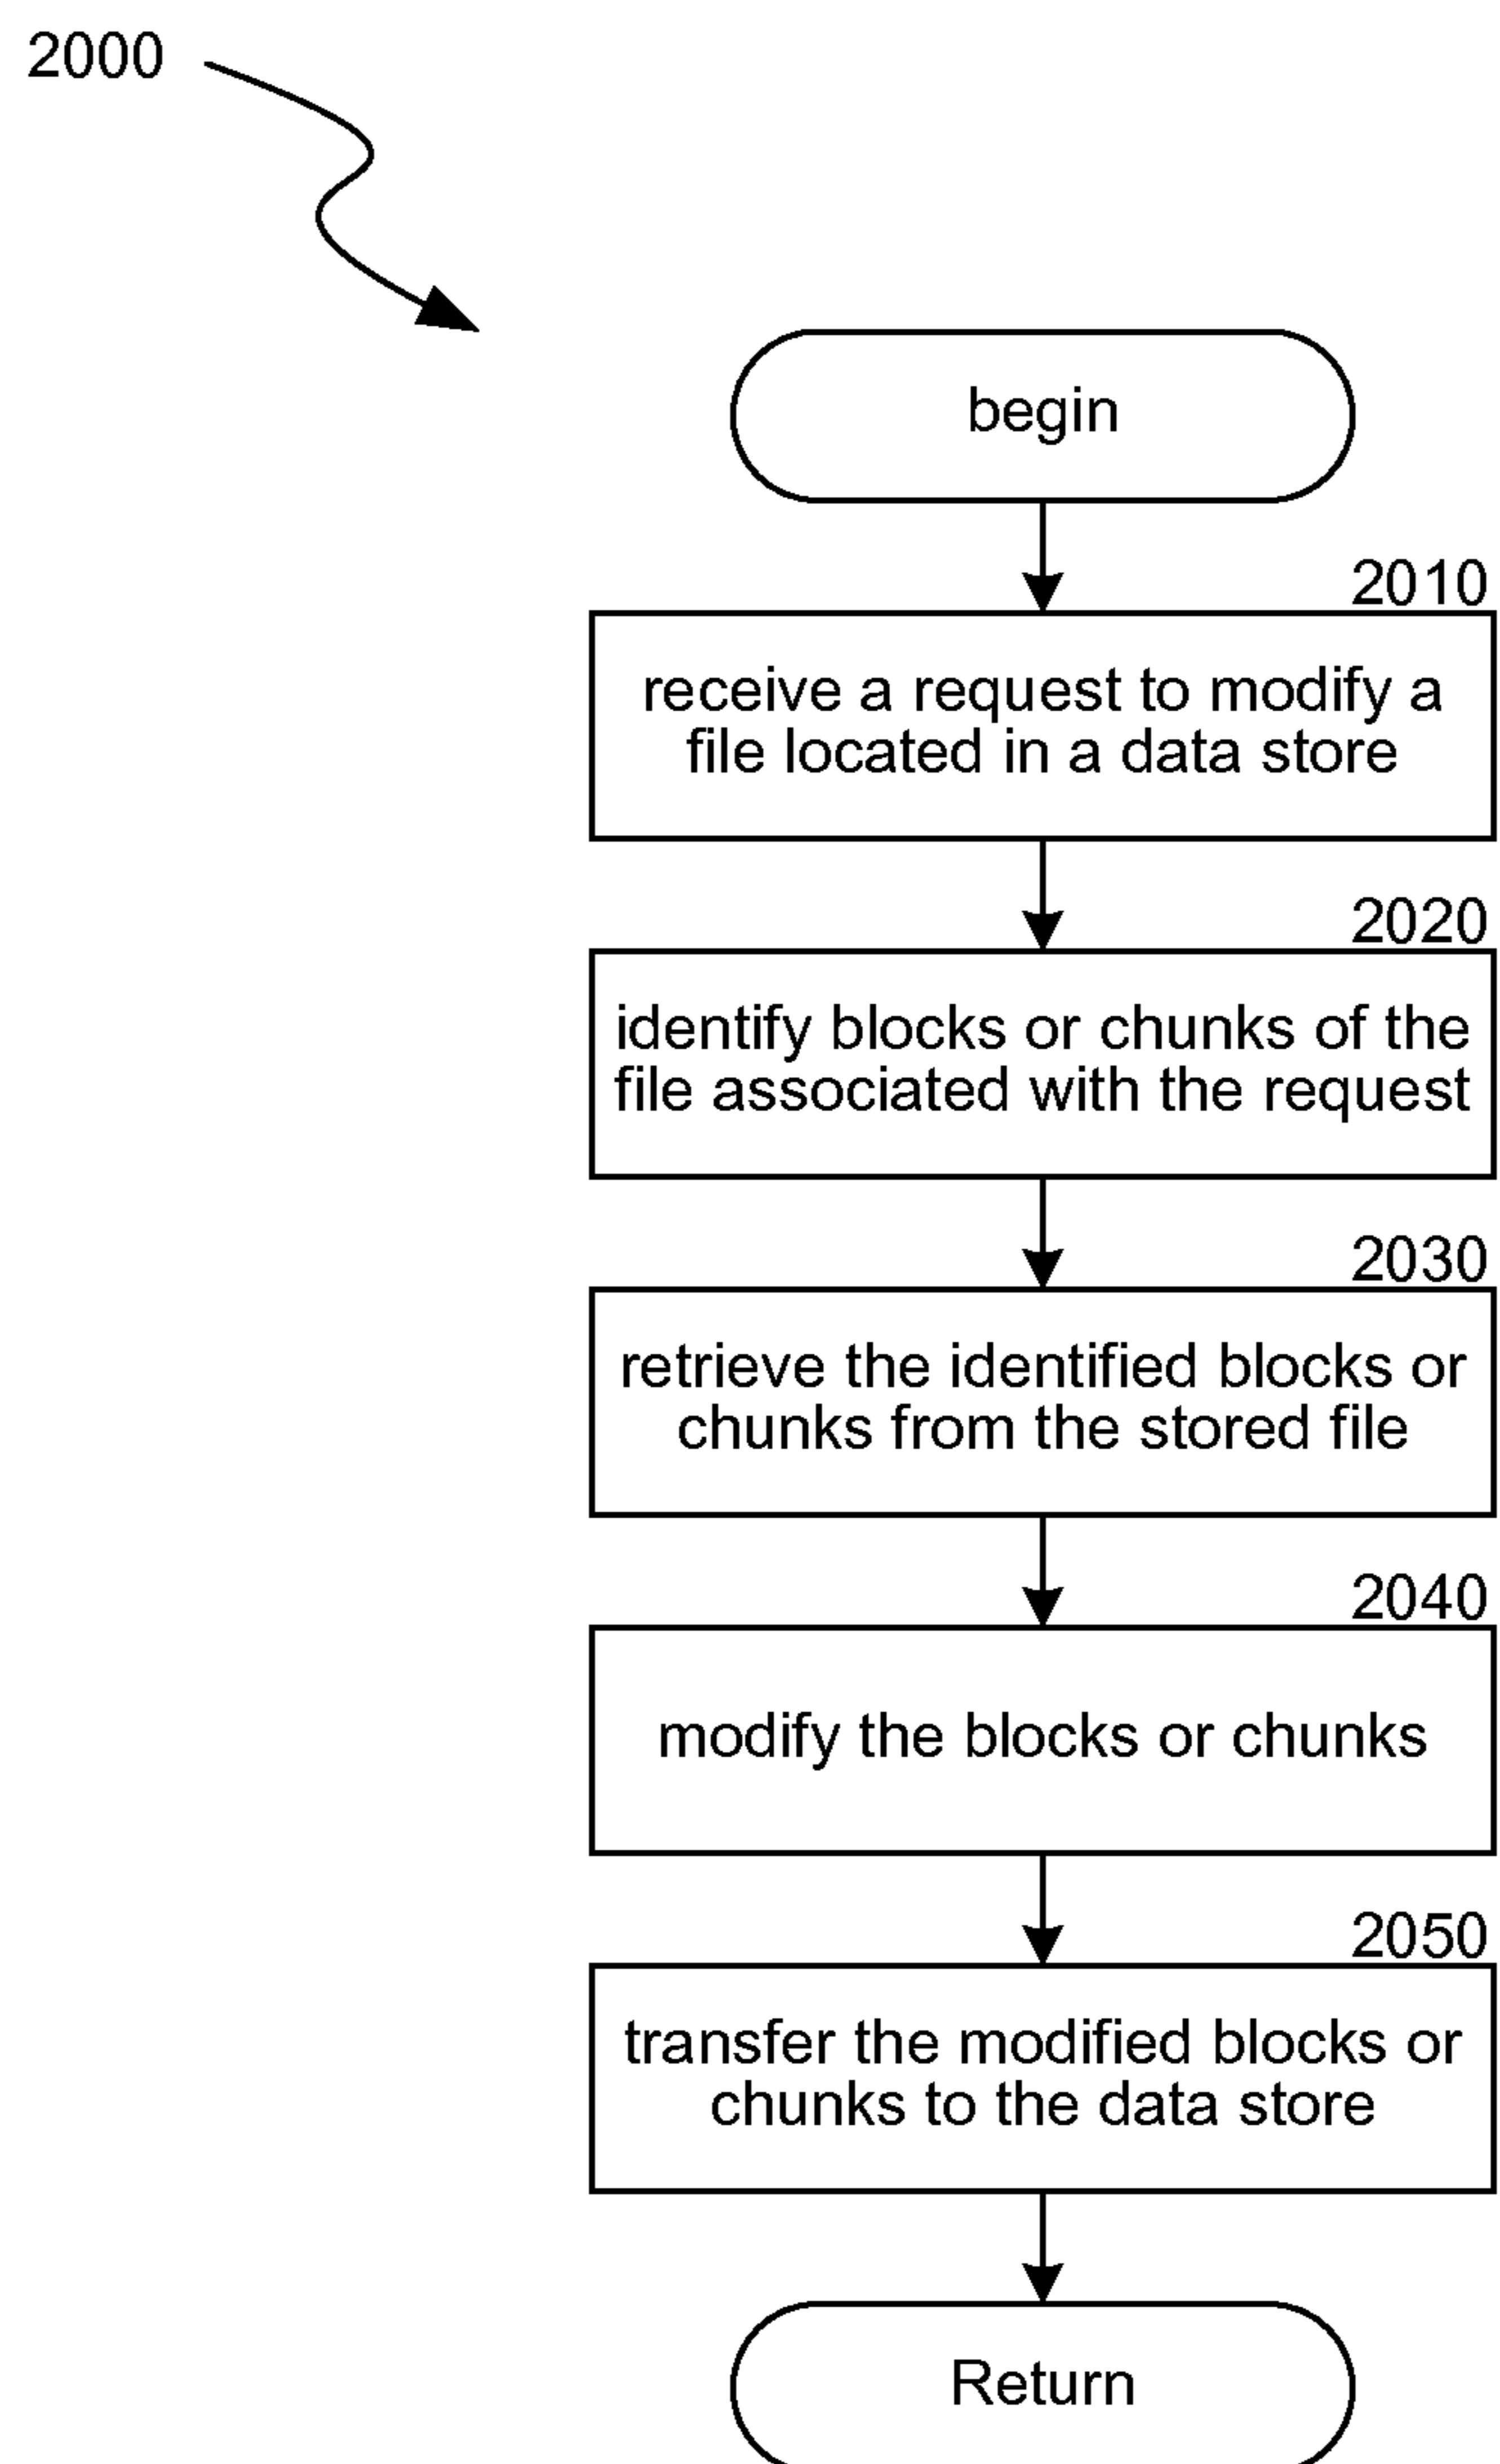 2000
begin
2010
receive a request to modify a
file located in a data store
2020
identify blocks or chunks of the
file associated with the request
2030
retrieve the identified blocks or
chunks from the stored file
2040
modify the blocks or chunks
2050
transfer the modified blocks or
chunks to the data store
Return